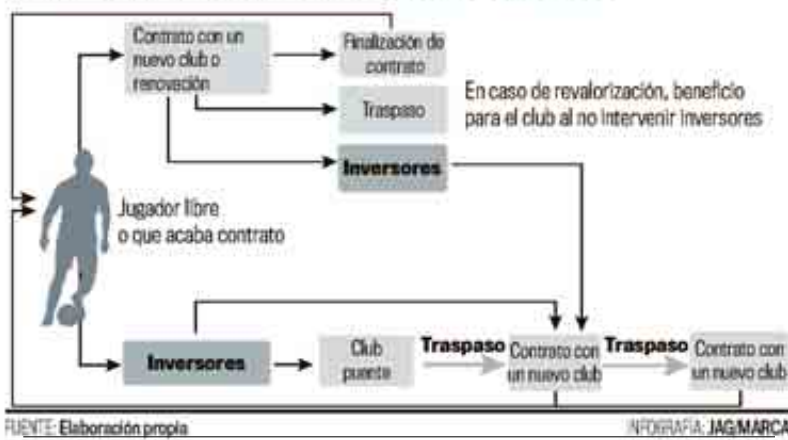 Contrato con un
nuevo club o
renovación
Finalización de
contrato
Traspaso
En caso de revalorización, beneficio
para el club al no intervenir inversores
Inversores
Jugador libre
o que acaba contrato
Inversores
Club
puente
Traspaso
Contrato con
un nuevo club
Traspaso
Contrato con
un nuevo club
FUENTE: Elaboración propia
INFOGRAFÍA: JAG/MARCA